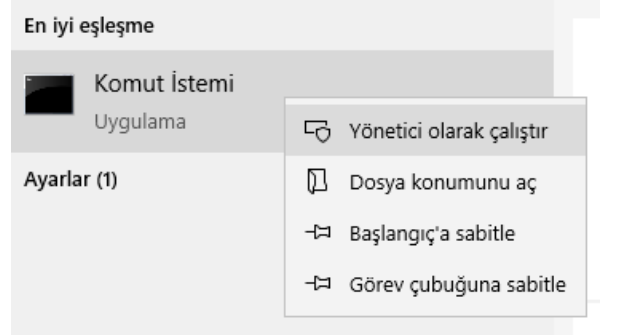 En iyi eşleşme
Komut İstemi
Uygulama
Yönetici olarak çalıştır
Ayarlar (1)
Dosya konumunu aç
Başlangıç'a sabitle
Görev çubuğuna sabitle